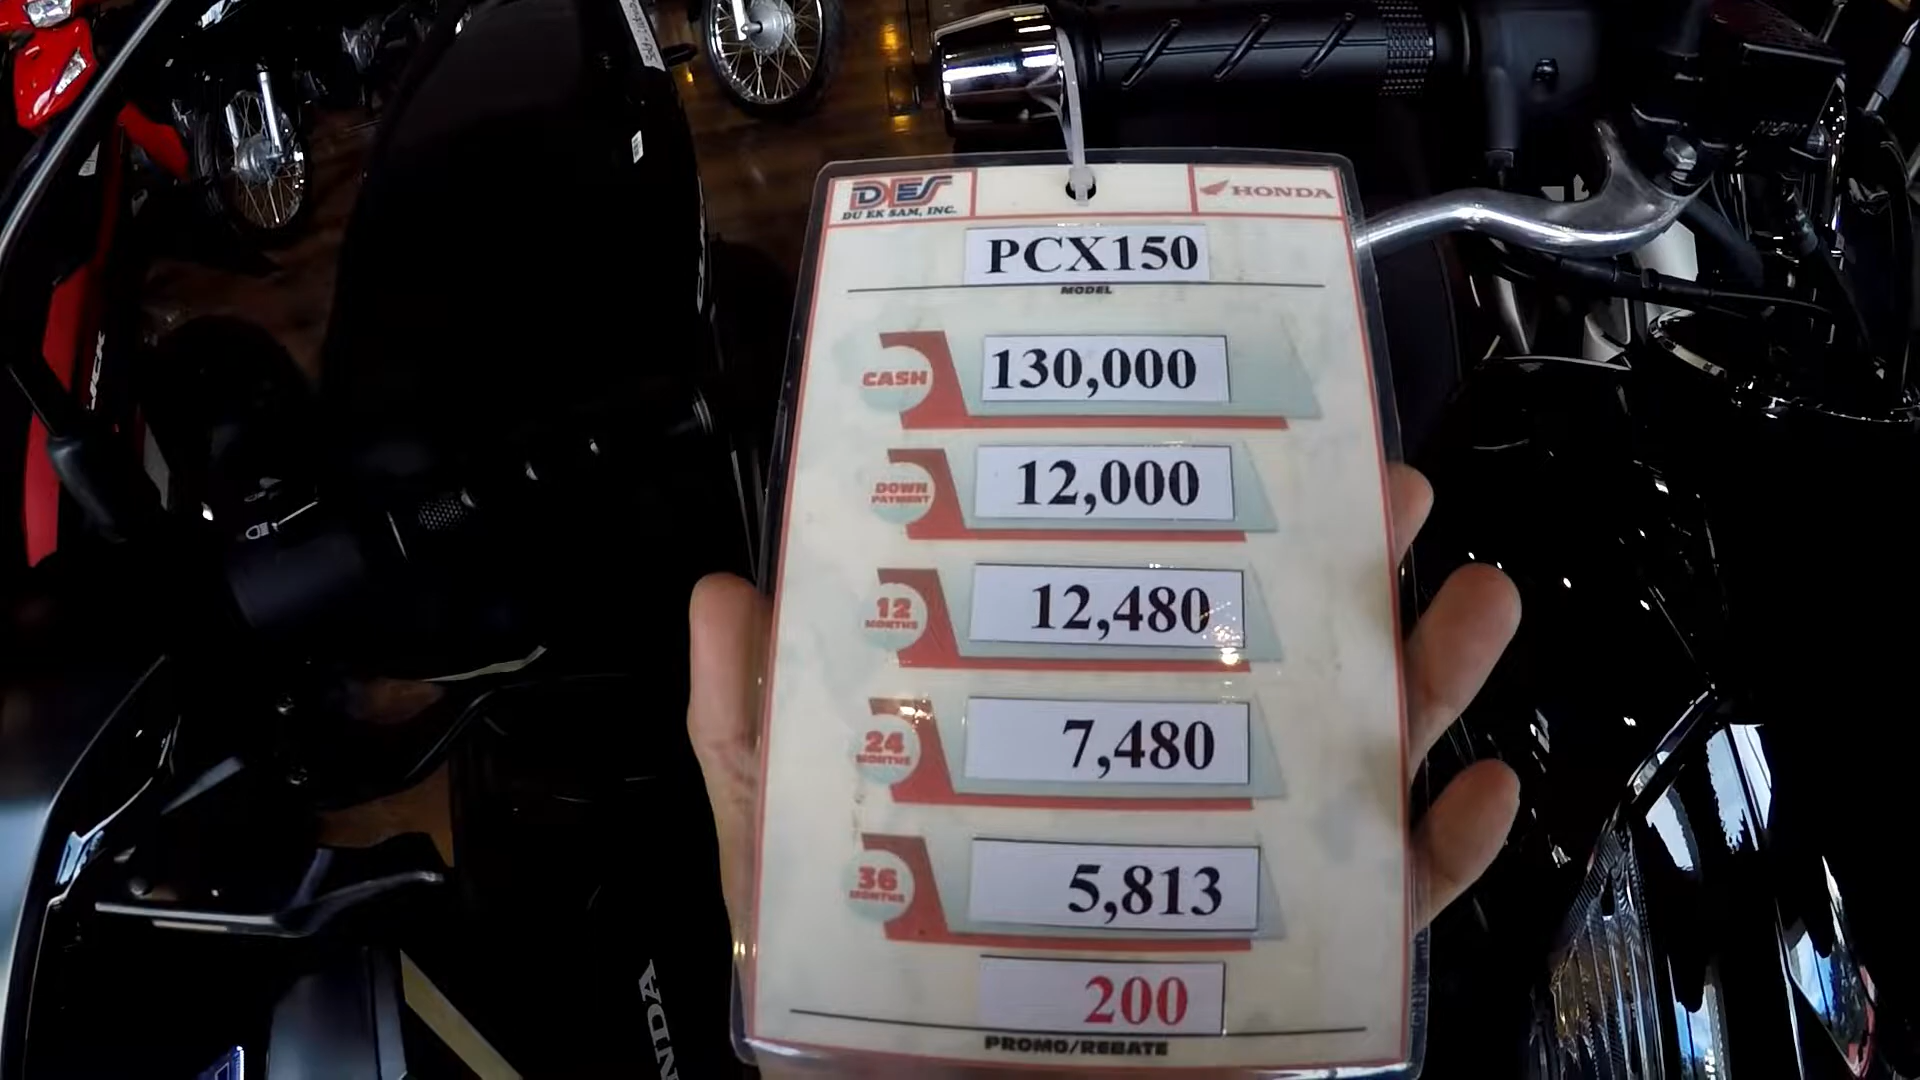 DES
DU EK SAM, INC.
HONDA
PCX150
MODEL
CASH
130,000
DOWN
PAYMENT
12,000
12
MONTHS
12,480
24
MONTHS
7,480
36
MONTHS
5,813
200
PROMO/REBATE